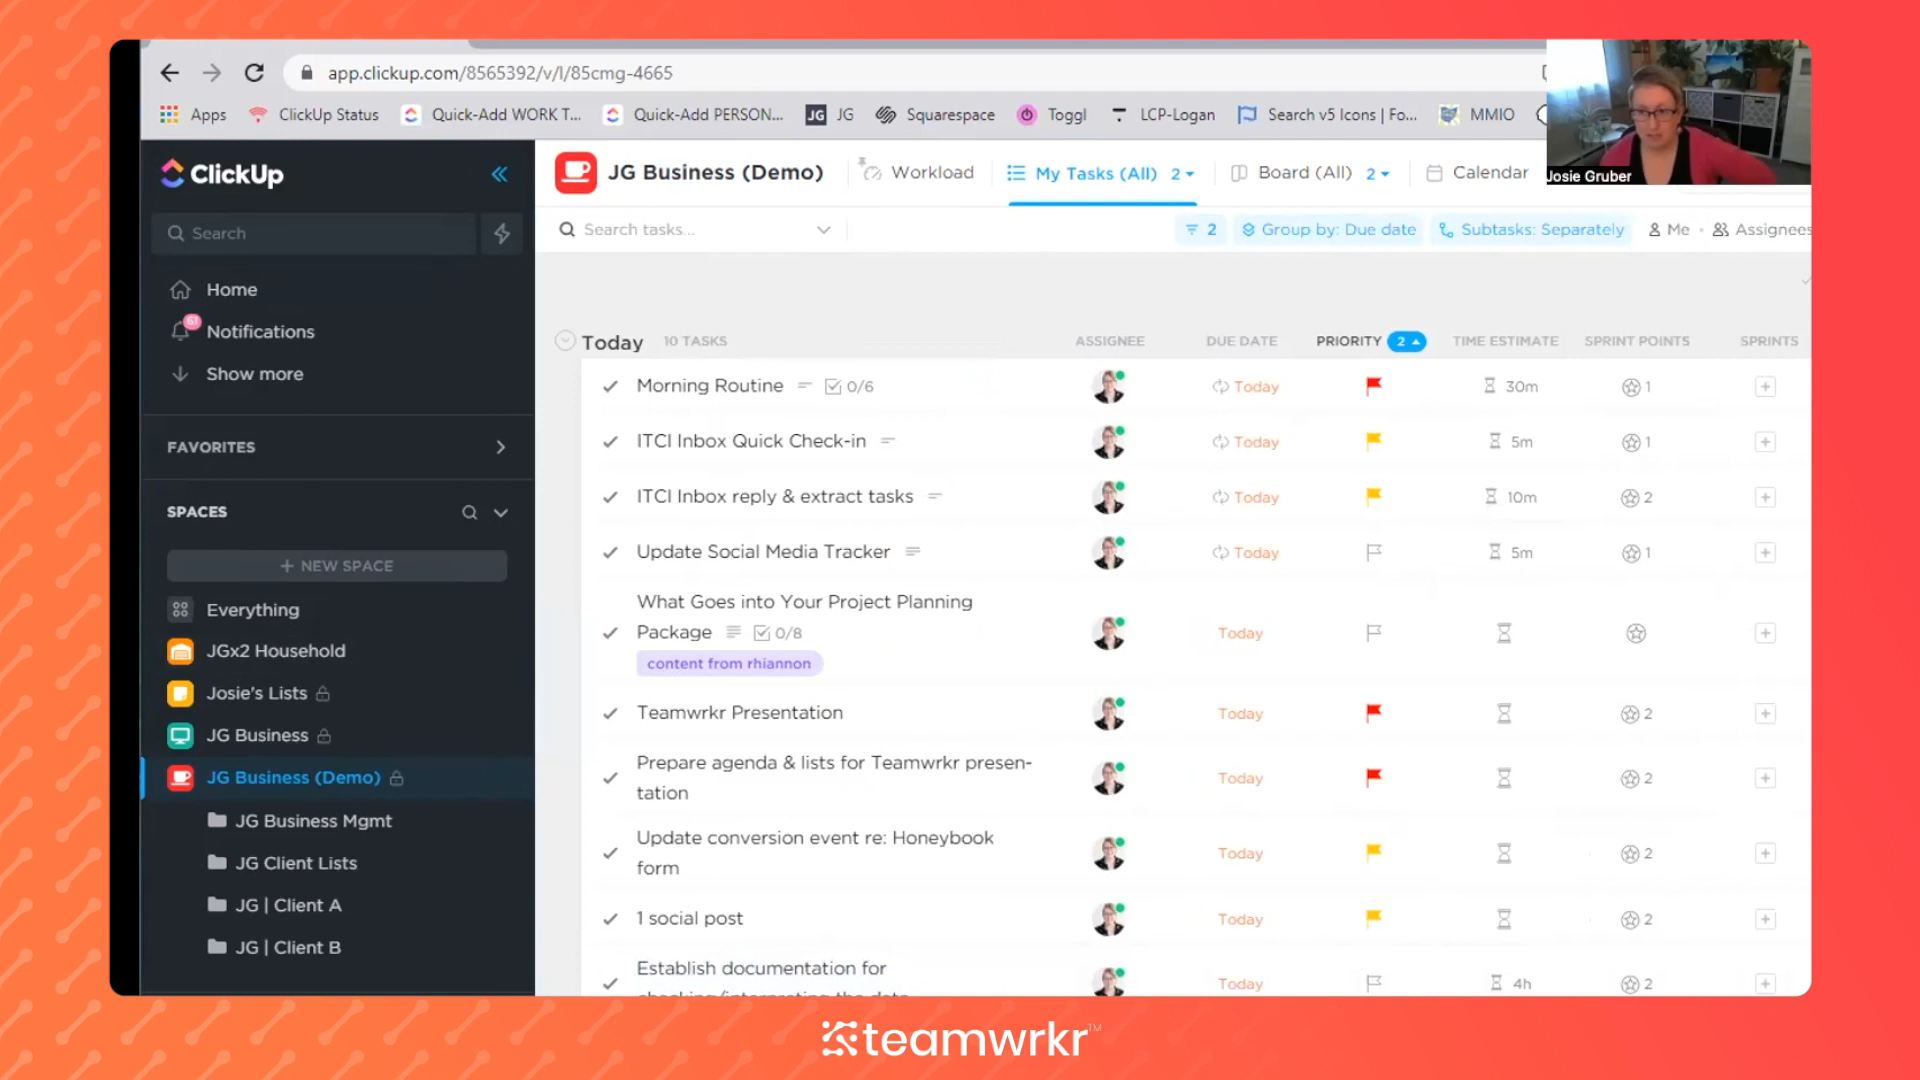 app.clickup.com/8565392/v/l/85cmg-4665
Apps
ClickUp Status
Quick-Add WORK T...
Quick-Add PERSON...
JG JG
Squarespace
Toggl
LCP-Logan
Search v5 Icons | Fo...
MMIO
Josie Gruber
ClickUp
JG Business (Demo)
Workload
My Tasks (All) 2
Board (All) 2
Calendar
Search
Search tasks...
2
Group by: Due date
Subtasks: Separately
Me
Assignees
Home
51
Notifications
Show more
FAVORITES
SPACES
+ NEW SPACE
Everything
JGx2 Household
Josie's Lists
JG Business
JG Business (Demo)
JG Business Mgmt
JG Client Lists
JG | Client A
JG | Client B
Today 10 TASKS ASSIGNEE DUE DATE PRIORITY 2 TIME ESTIMATE SPRINT POINTS SPRINTS
Morning Routine 0/6 Today 30m 1
ITCI Inbox Quick Check-in Today 5m 1
ITCI Inbox reply & extract tasks Today 10m 2
Update Social Media Tracker Today 5m 1
What Goes into Your Project Planning
Package 0/8 Today
content from rhiannon
Teamwrkr Presentation Today 2
Prepare agenda & lists for Teamwrkr presen-
tation Today 2
Update conversion event re: Honeybook
form Today 2
1 social post Today 2
Establish documentation for
checking/interpreting the data Today 4h 2
teamwrkr™